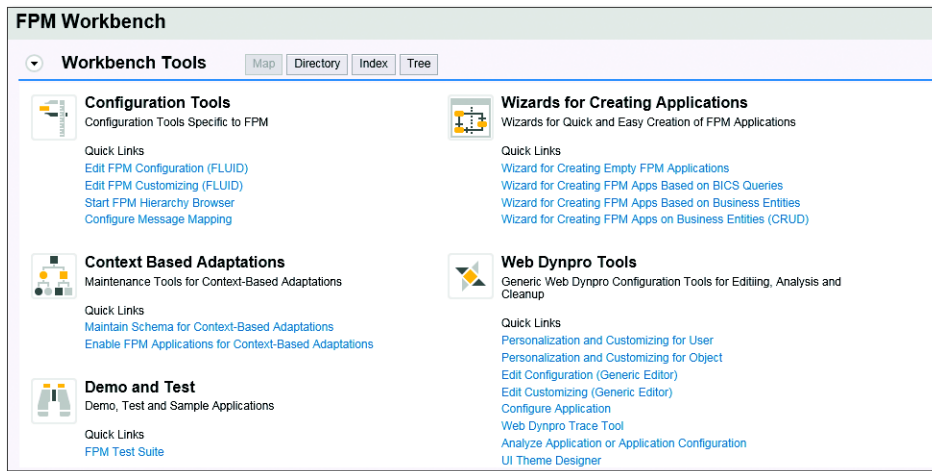 FPM Workbench
Workbench Tools
Map
Directory
Index
Tree
Configuration Tools
Configuration Tools Specific to FPM
Quick Links
Edit FPM Configuration (FLUID)
Edit FPM Customizing (FLUID)
Start FPM Hierarchy Browser
Configure Message Mapping
Context Based Adaptations
Maintenance Tools for Context-Based Adaptations
Quick Links
Maintain Schema for Context-Based Adaptations
Enable FPM Applications for Context-Based Adaptations
Demo and Test
Demo, Test and Sample Applications
Quick Links
FPM Test Suite
Wizards for Creating Applications
Wizards for Quick and Easy Creation of FPM Applications
Quick Links
Wizard for Creating Empty FPM Applications
Wizard for Creating FPM Apps Based on BICS Queries
Wizard for Creating FPM Apps Based on Business Entities
Wizard for Creating FPM Apps on Business Entities (CRUD)
Web Dynpro Tools
Generic Web Dynpro Configuration Tools for Editiing, Analysis and
Cleanup
Quick Links
Personalization and Customizing for User
Personalization and Customizing for Object
Edit Configuration (Generic Editor)
Edit Customizing (Generic Editor)
Configure Application
Web Dynpro Trace Tool
Analyze Application or Application Configuration
UI Theme Designer